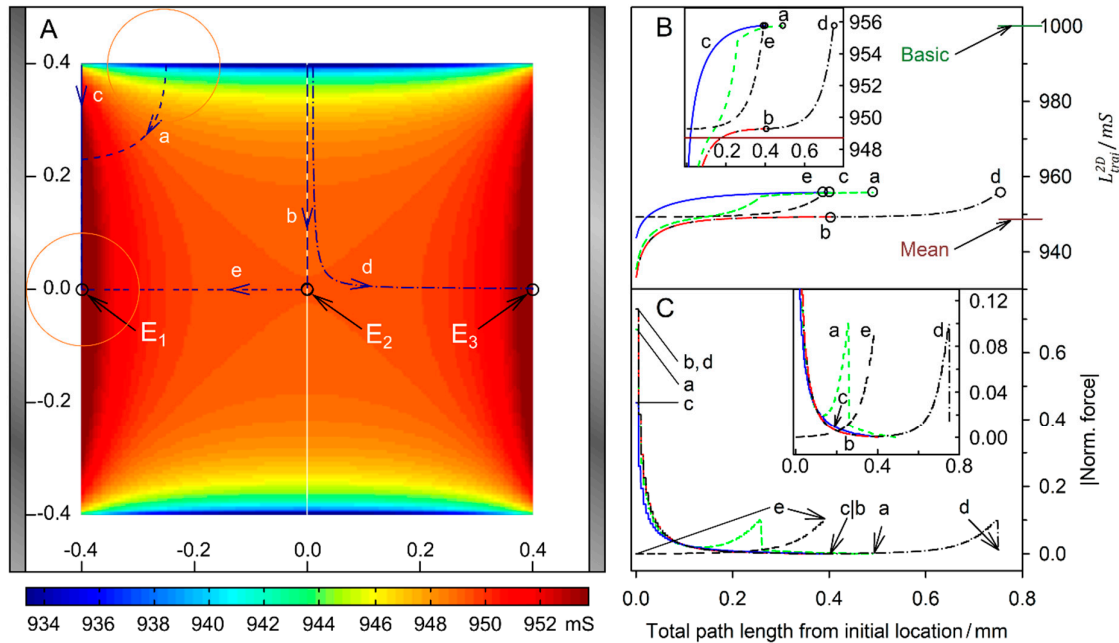 A
0.4
0.2
0.0
-0.2
-0.4
c
a
b
d
e
E1
E2
E3
-0.4 -0.2 0.0 0.2 0.4
934 936 938 940 942 944 946 948 950 952 mS
B
c
e
a
d
b
956
954
952
950
948
0.2 0.4 0.6
Basic
Mean
e c a d
b
1000
980
960
940
L_trai^2D / mS
C
b, d
a
c
a e d
c
b
0.12
0.08
0.04
0.00
0.0 0.2 0.4 0.6 0.8
e
c|b
a
d
0.6
0.4
0.2
0.0
|Norm. force|
0.0 0.2 0.4 0.6 0.8
Total path length from initial location / mm